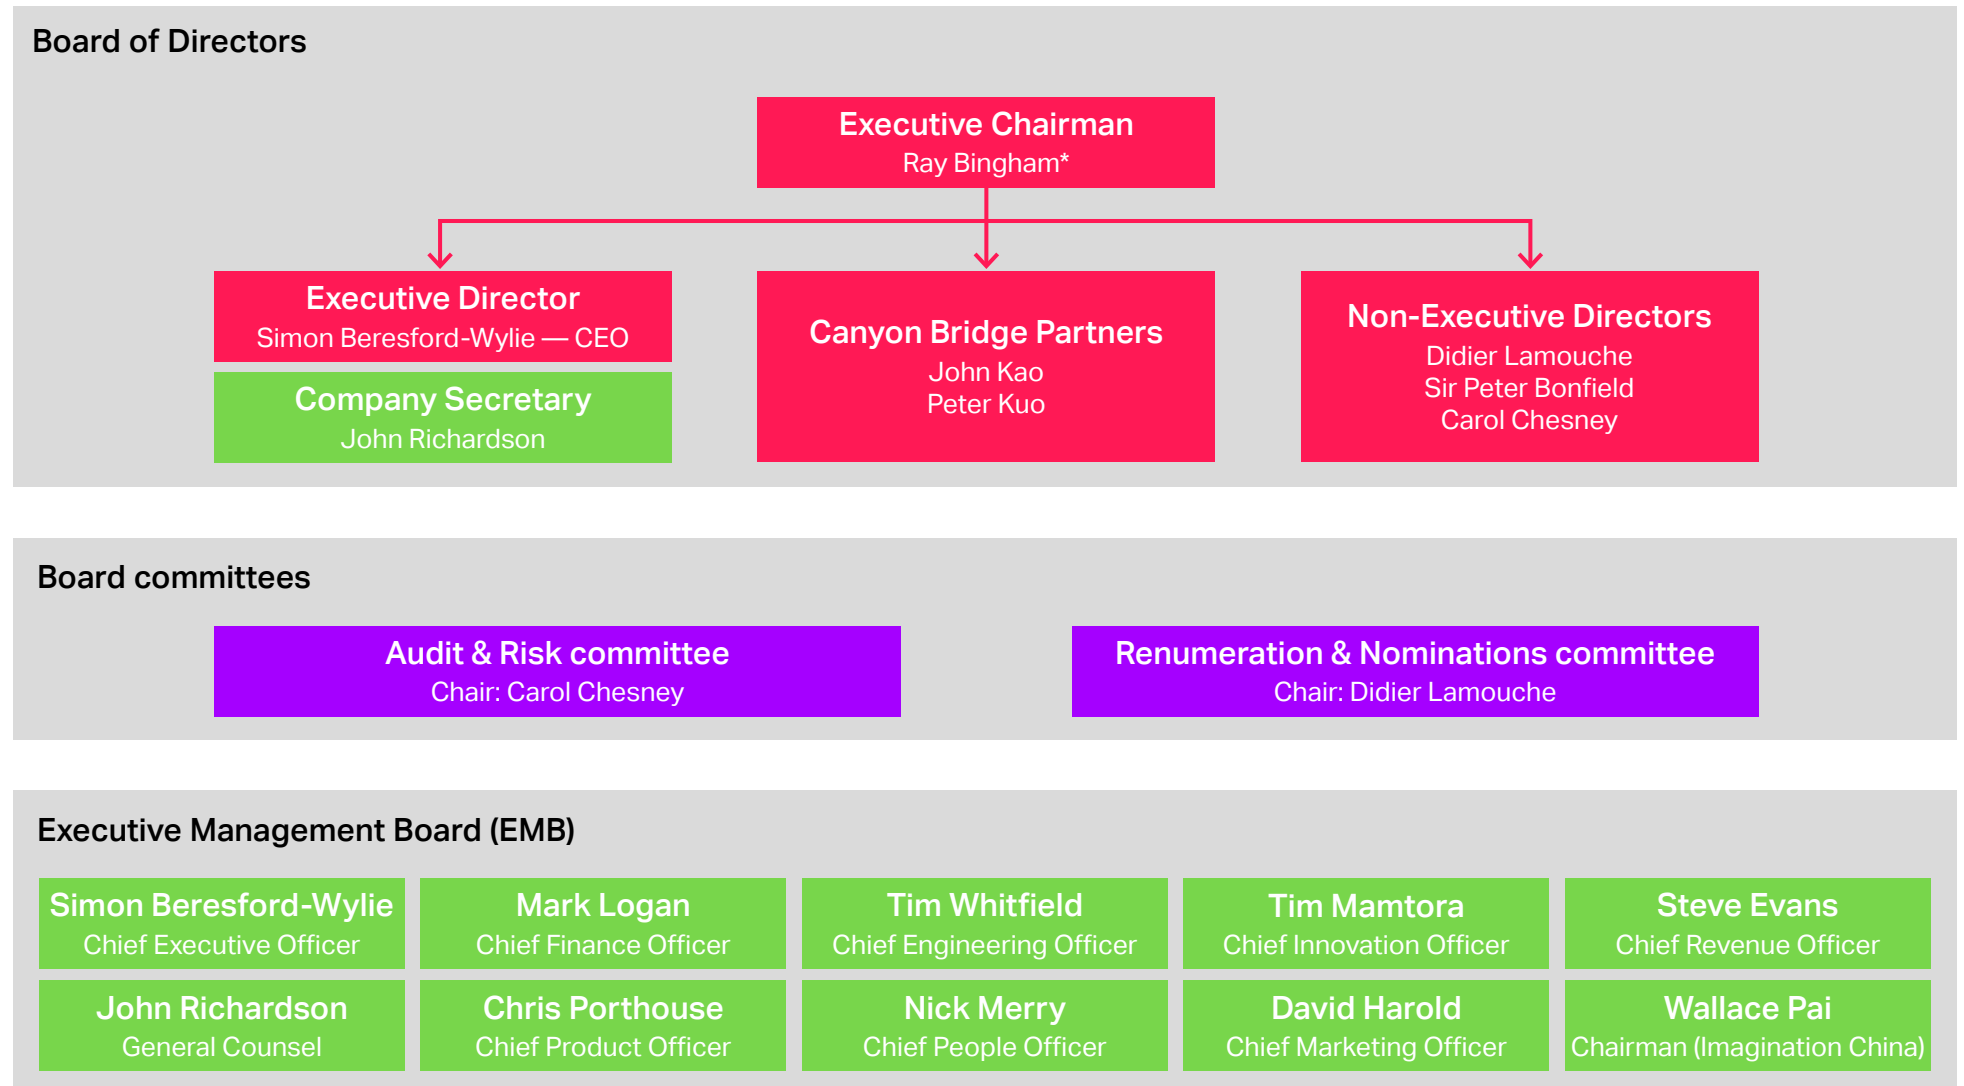 Board of Directors
Executive Chairman
Ray Bingham*
Executive Director
Simon Beresford-Wylie — CEO
Company Secretary
John Richardson
Canyon Bridge Partners
John Kao
Peter Kuo
Non-Executive Directors
Didier Lamouche
Sir Peter Bonfield
Carol Chesney
Board committees
Audit & Risk committee
Chair: Carol Chesney
Renumeration & Nominations committee
Chair: Didier Lamouche
Executive Management Board (EMB)
Simon Beresford-Wylie
Chief Executive Officer
Mark Logan
Chief Finance Officer
Tim Whitfield
Chief Engineering Officer
Tim Mamtora
Chief Innovation Officer
Steve Evans
Chief Revenue Officer
John Richardson
General Counsel
Chris Porthouse
Chief Product Officer
Nick Merry
Chief People Officer
David Harold
Chief Marketing Officer
Wallace Pai
Chairman (Imagination China)